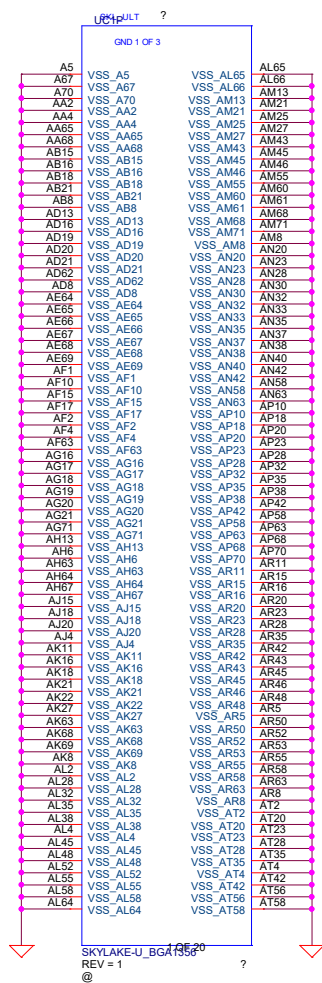 SKL_ULT
UC1P ?
GND 1 OF 3
A5 VSS_A5 VSS_AL65 AL65
A67 VSS_A67 VSS_AL66 AL66
A70 VSS_A70 VSS_AM13 AM13
AA2 VSS_AA2 VSS_AM21 AM21
AA4 VSS_AA4 VSS_AM25 AM25
AA65 VSS_AA65 VSS_AM27 AM27
AA68 VSS_AA68 VSS_AM43 AM43
AB15 VSS_AB15 VSS_AM45 AM45
AB16 VSS_AB16 VSS_AM46 AM46
AB18 VSS_AB18 VSS_AM55 AM55
AB21 VSS_AB21 VSS_AM60 AM60
AB8 VSS_AB8 VSS_AM61 AM61
AD13 VSS_AD13 VSS_AM68 AM68
AD16 VSS_AD16 VSS_AM71 AM71
AD19 VSS_AD19 VSS_AM8 AM8
AD20 VSS_AD20 VSS_AN20 AN20
AD21 VSS_AD21 VSS_AN23 AN23
AD62 VSS_AD62 VSS_AN28 AN28
AD8 VSS_AD8 VSS_AN30 AN30
AE64 VSS_AE64 VSS_AN32 AN32
AE65 VSS_AE65 VSS_AN33 AN33
AE66 VSS_AE66 VSS_AN35 AN35
AE67 VSS_AE67 VSS_AN37 AN37
AE68 VSS_AE68 VSS_AN38 AN38
AE69 VSS_AE69 VSS_AN40 AN40
AF1 VSS_AF1 VSS_AN42 AN42
AF10 VSS_AF10 VSS_AN58 AN58
AF15 VSS_AF15 VSS_AN63 AN63
AF17 VSS_AF17 VSS_AP10 AP10
AF2 VSS_AF2 VSS_AP18 AP18
AF4 VSS_AF4 VSS_AP20 AP20
AF63 VSS_AF63 VSS_AP23 AP23
AG16 VSS_AG16 VSS_AP28 AP28
AG17 VSS_AG17 VSS_AP32 AP32
AG18 VSS_AG18 VSS_AP35 AP35
AG19 VSS_AG19 VSS_AP38 AP38
AG20 VSS_AG20 VSS_AP42 AP42
AG21 VSS_AG21 VSS_AP58 AP58
AG71 VSS_AG71 VSS_AP63 AP63
AH13 VSS_AH13 VSS_AP68 AP68
AH6 VSS_AH6 VSS_AP70 AP70
AH63 VSS_AH63 VSS_AR11 AR11
AH64 VSS_AH64 VSS_AR15 AR15
AH67 VSS_AH67 VSS_AR16 AR16
AJ15 VSS_AJ15 VSS_AR20 AR20
AJ18 VSS_AJ18 VSS_AR23 AR23
AJ20 VSS_AJ20 VSS_AR28 AR28
AJ4 VSS_AJ4 VSS_AR35 AR35
AK11 VSS_AK11 VSS_AR42 AR42
AK16 VSS_AK16 VSS_AR43 AR43
AK18 VSS_AK18 VSS_AR45 AR45
AK21 VSS_AK21 VSS_AR46 AR46
AK22 VSS_AK22 VSS_AR48 AR48
AK27 VSS_AK27 VSS_AR5 AR5
AK63 VSS_AK63 VSS_AR50 AR50
AK68 VSS_AK68 VSS_AR52 AR52
AK69 VSS_AK69 VSS_AR53 AR53
AK8 VSS_AK8 VSS_AR55 AR55
AL2 VSS_AL2 VSS_AR58 AR58
AL28 VSS_AL28 VSS_AR63 AR63
AL32 VSS_AL32 VSS_AR8 AR8
AL35 VSS_AL35 VSS_AT2 AT2
AL38 VSS_AL38 VSS_AT20 AT20
AL4 VSS_AL4 VSS_AT23 AT23
AL45 VSS_AL45 VSS_AT28 AT28
AL48 VSS_AL48 VSS_AT35 AT35
AL52 VSS_AL52 VSS_AT4 AT4
AL55 VSS_AL55 VSS_AT42 AT42
AL58 VSS_AL58 VSS_AT56 AT56
AL64 VSS_AL64 VSS_AT58 AT58
1 OF 20
SKYLAKE-U_BGA1356
REV = 1 ?
@